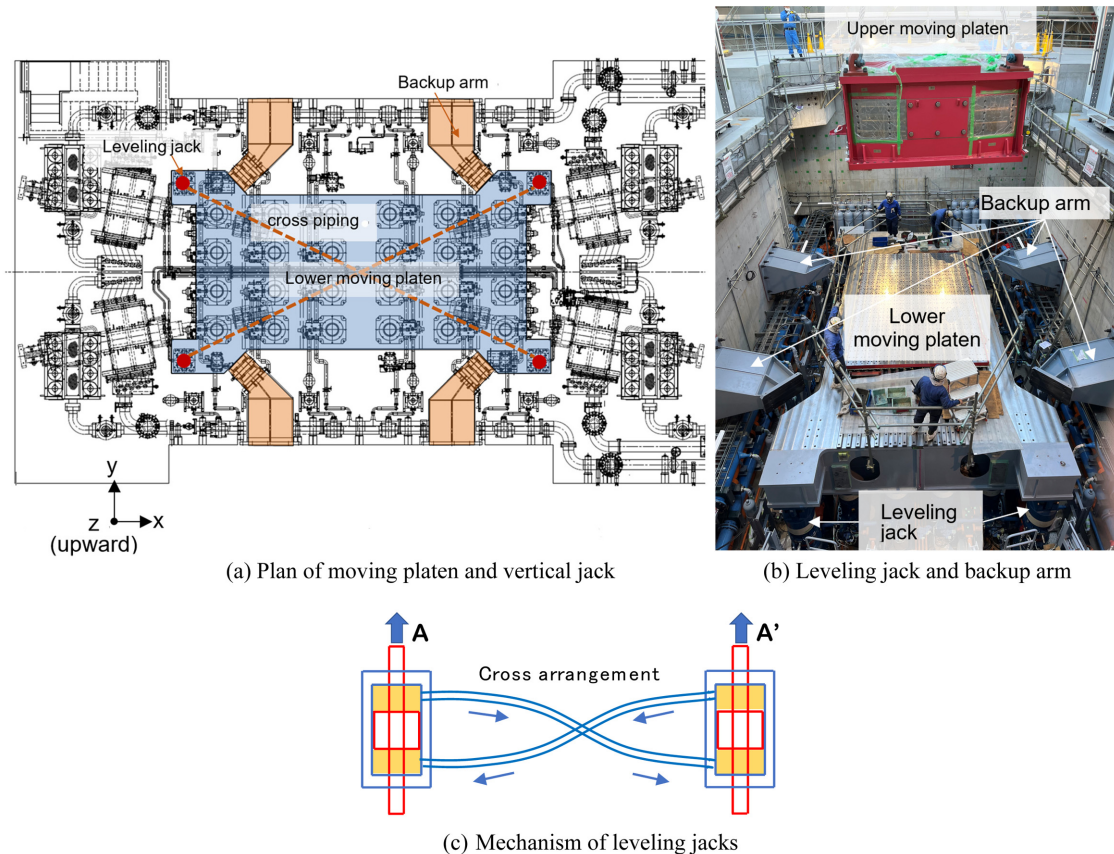 Backup arm
Leveling jack
cross piping
Lower moving platen
y
z
x
(upward)
(a) Plan of moving platen and vertical jack
Upper moving platen
Backup arm
Lower
moving platen
Leveling
jack
(b) Leveling jack and backup arm
A
A'
Cross arrangement
(c) Mechanism of leveling jacks